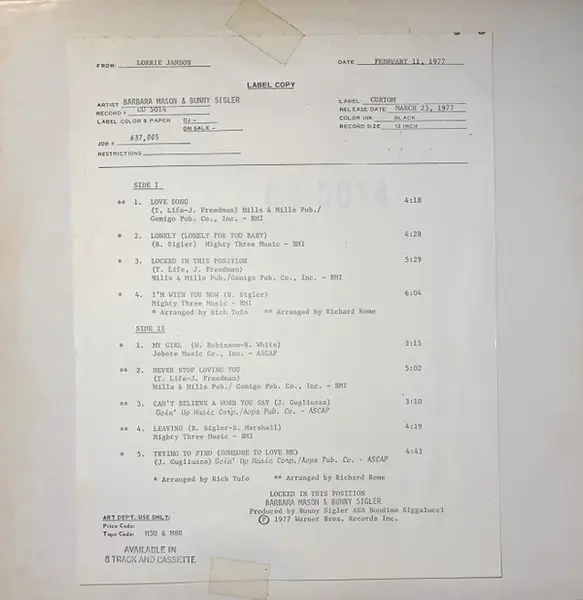 FROM: LORRIE JANSON DATE FEBRUARY 11, 1977
LABEL COPY
ARTIST BARBARA MASON & BUNNY SIGLER LABEL CURTOM
RECORD # CU 5014 RELEASE DATE MARCH 25, 1977
LABEL COLOR & PAPER DJ - COLOR INK BLACK
ON SALE - RECORD SIZE 12 INCH
JOB # 637,005
RESTRICTIONS
SIDE I
** 1. LOVE SONG 4:18
(T. Life-J. Freedman) Mills & Mills Pub./
Gemigo Pub. Co., Inc. - BMI
* 2. LONELY (LONELY FOR YOU BABY) 4:28
(B. Sigler) Mighty Three Music - BMI
* 3. LOCKED IN THIS POSITION 5:29
(T. Life, J. Freedman)
Mills & Mills Pub./Gemigo Pub. Co., Inc. - BMI
* 4. I'M WITH YOU NOW (B. Sigler) 6:04
Mighty Three Music - BMI
* Arranged by Rich Tufo ** Arranged by Richard Rome
SIDE II
* 1. MY GIRL (W. Robinson-R. White) 3:15
Jobete Music Co., Inc. - ASCAP
** 2. NEVER STOP LOVING YOU 5:02
(T. Life-J. Freedman)
Mills & Mills Pub./ Gemigo Pub. Co., Inc. - BMI
** 3. CAN'T BELIEVE A WORD YOU SAY (J. Gugliuzza) 3:10
Goin' Up Music Corp./Aopa Pub. Co. - ASCAP
** 4. LEAVING (B. Sigler-S. Marshall) 4:19
Mighty Three Music - BMI
* 5. TRYING TO FIND (SOMEONE TO LOVE ME) 4:43
(J. Gugliuzza) Goin' Up Music Corp./Aopa Pub. Co. - ASCAP
* Arranged by Rich Tufo ** Arranged by Richard Rome
LOCKED IN THIS POSITION
BARBARA MASON & BUNNY SIGLER
Produced by Bunny Sigler AKA Bundino Siggalucci
Ⓟ 1977 Warner Bros. Records Inc.
ART DEPT. USE ONLY:
Price Code:
Tape Code: M5U & M8U
AVAILABLE IN
8 TRACK AND CASSETTE